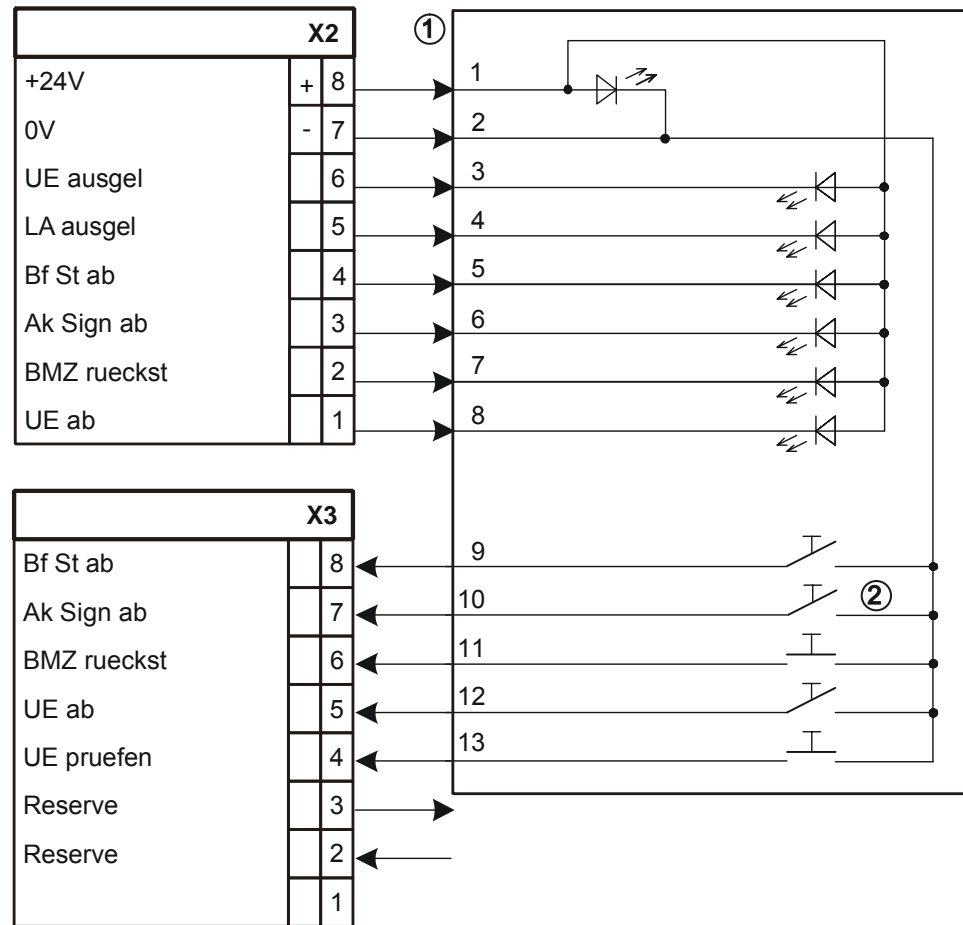 X2
+24V + 8
0V - 7
UE ausgel 6
LA ausgel 5
Bf St ab 4
Ak Sign ab 3
BMZ rueckst 2
UE ab 1
①
1
2
3
4
5
6
7
8
X3
Bf St ab 8
Ak Sign ab 7
BMZ rueckst 6
UE ab 5
UE pruefen 4
Reserve 3
Reserve 2
1
9
10
②
11
12
13